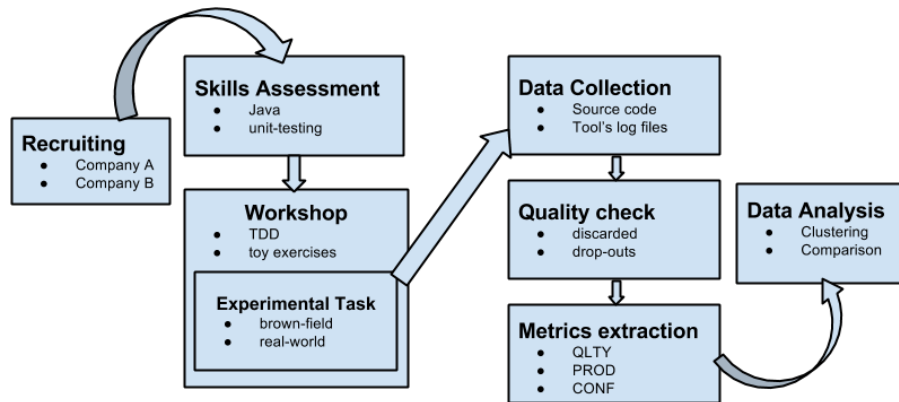 Recruiting
● Company A
● Company B
Skills Assessment
● Java
● unit-testing
Workshop
● TDD
● toy exercises
Experimental Task
● brown-field
● real-world
Data Collection
● Source code
● Tool's log files
Quality check
● discarded
● drop-outs
Metrics extraction
● QLTY
● PROD
● CONF
Data Analysis
● Clustering
● Comparison